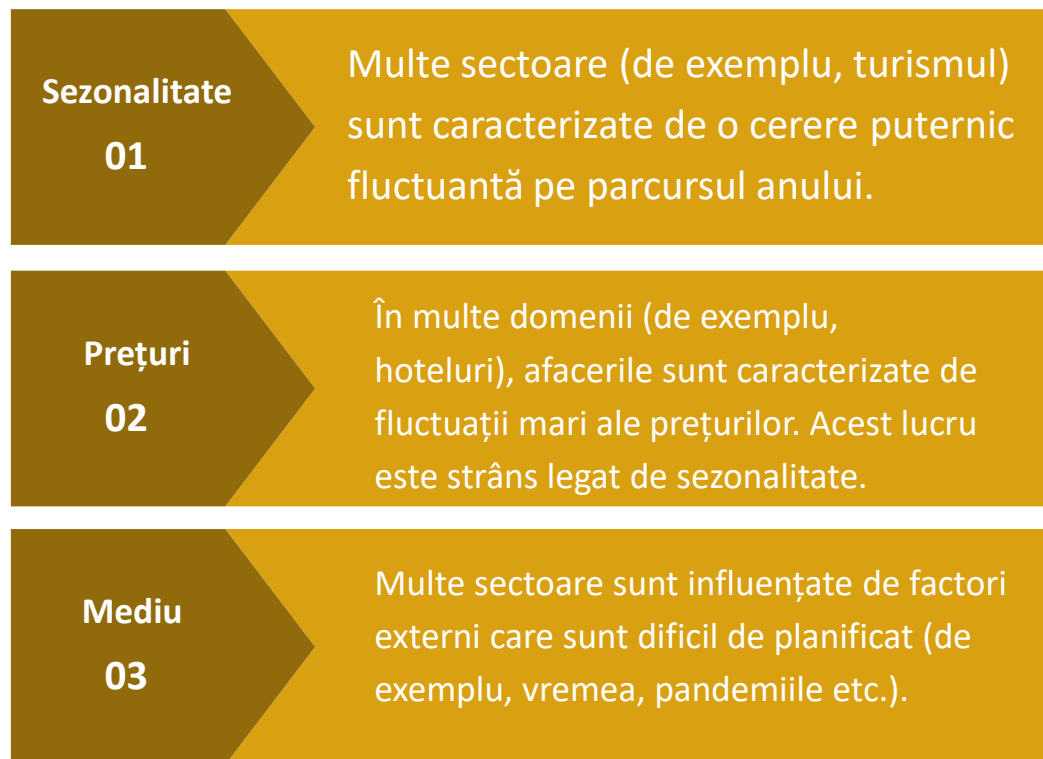 Sezonalitate
01
Multe sectoare (de exemplu, turismul)
sunt caracterizate de o cerere puternic
fluctuantă pe parcursul anului.
Prețuri
02
În multe domenii (de exemplu,
hoteluri), afacerile sunt caracterizate de
fluctuații mari ale prețurilor. Acest lucru
este strâns legat de sezonalitate.
Mediu
03
Multe sectoare sunt influențate de factori
externi care sunt dificil de planificat (de
exemplu, vremea, pandemiile etc.).